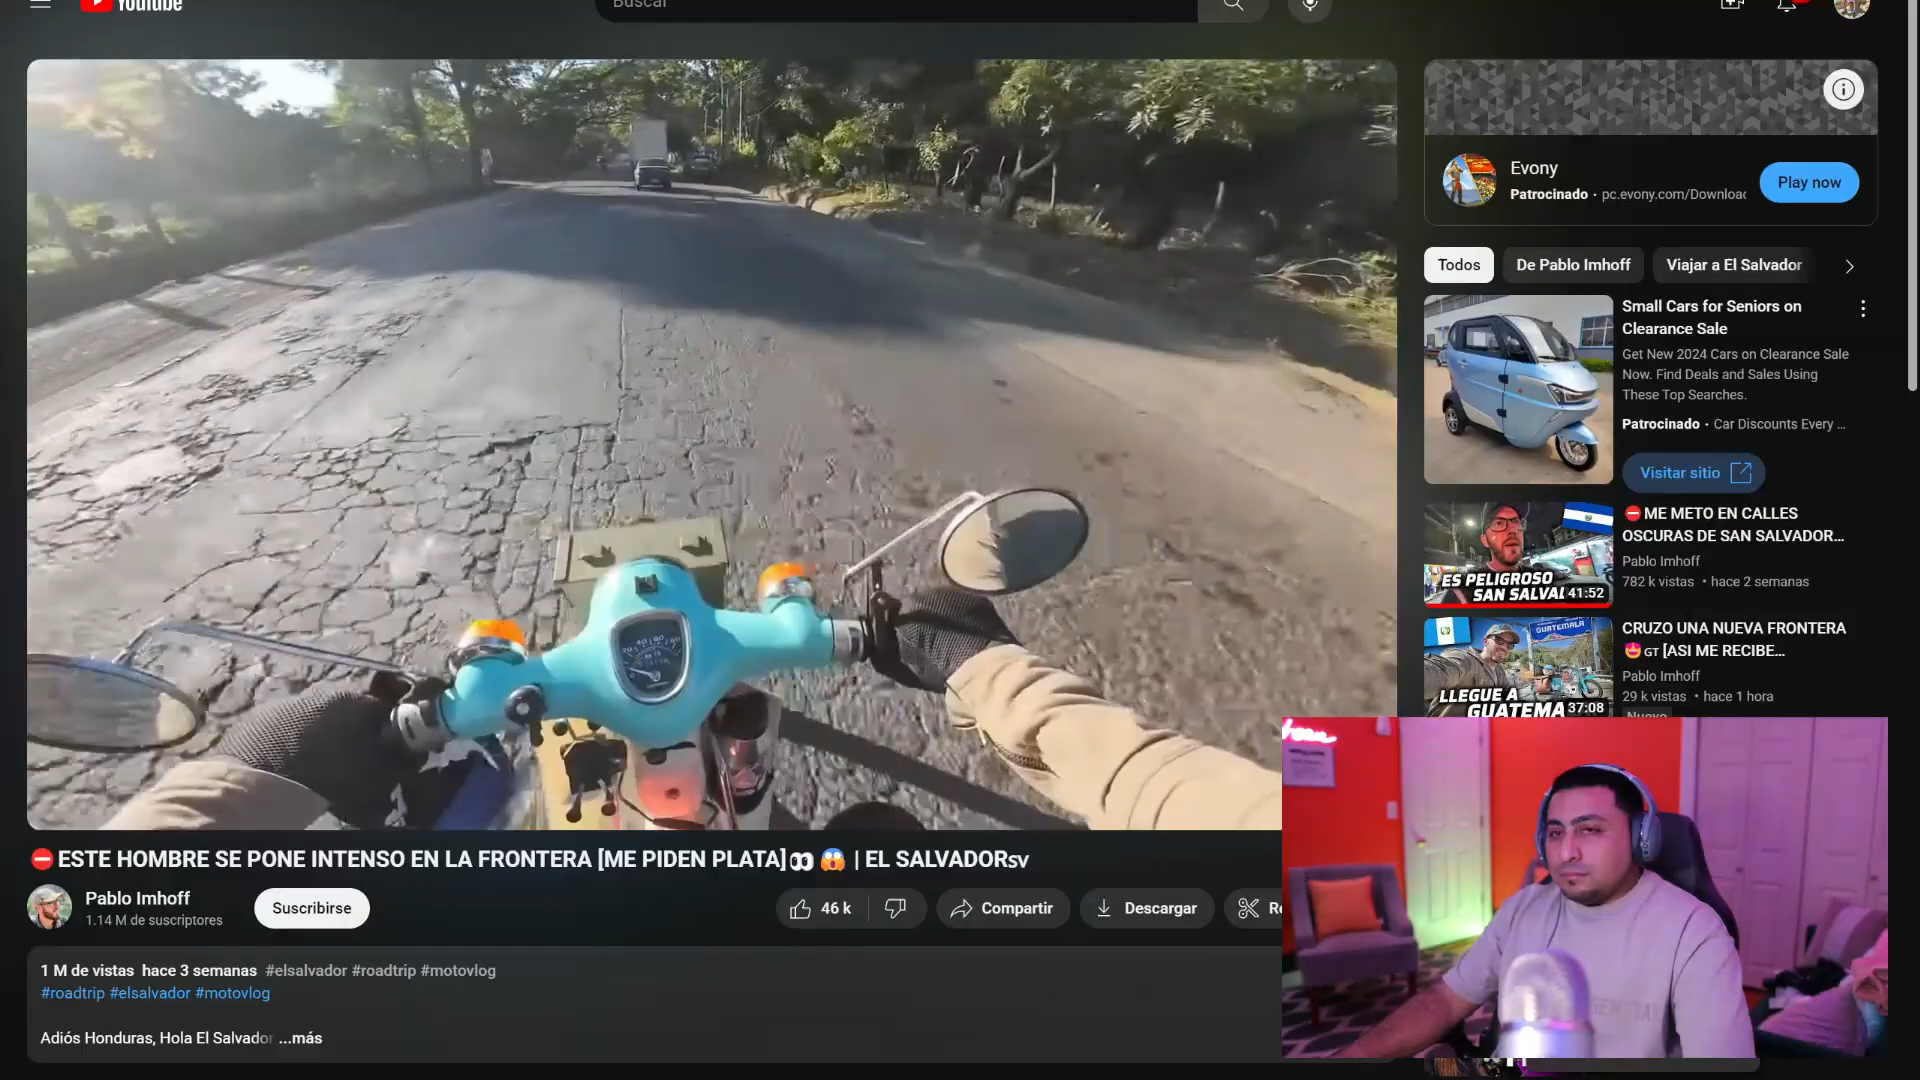 YouTube
Buscar
Evony
Patrocinado · pc.evony.com/Download
Play now
Todos
De Pablo Imhoff
Viajar a El Salvador
Small Cars for Seniors on
Clearance Sale
Get New 2024 Cars on Clearance Sale
Now. Find Deals and Sales Using
These Top Searches.
Patrocinado · Car Discounts Every ...
Visitar sitio
ES PELIGROSO
SAN SALVA
41:52
⛔ME METO EN CALLES
OSCURAS DE SAN SALVADOR...
Pablo Imhoff
782 k vistas • hace 2 semanas
GUATEMALA
LLEGUE A
GUATEMA
37:08
CRUZO UNA NUEVA FRONTERA
😍GT [ASI ME RECIBE...
Pablo Imhoff
29 k vistas • hace 1 hora
Nuevo
⛔ESTE HOMBRE SE PONE INTENSO EN LA FRONTERA [ME PIDEN PLATA]👀 😱 | EL SALVADORSV
Pablo Imhoff
1.14 M de suscriptores
Suscribirse
46 k
Compartir
Descargar
1 M de vistas hace 3 semanas #elsalvador #roadtrip #motovlog
#roadtrip #elsalvador #motovlog
Adiós Honduras, Hola El Salvador ...más